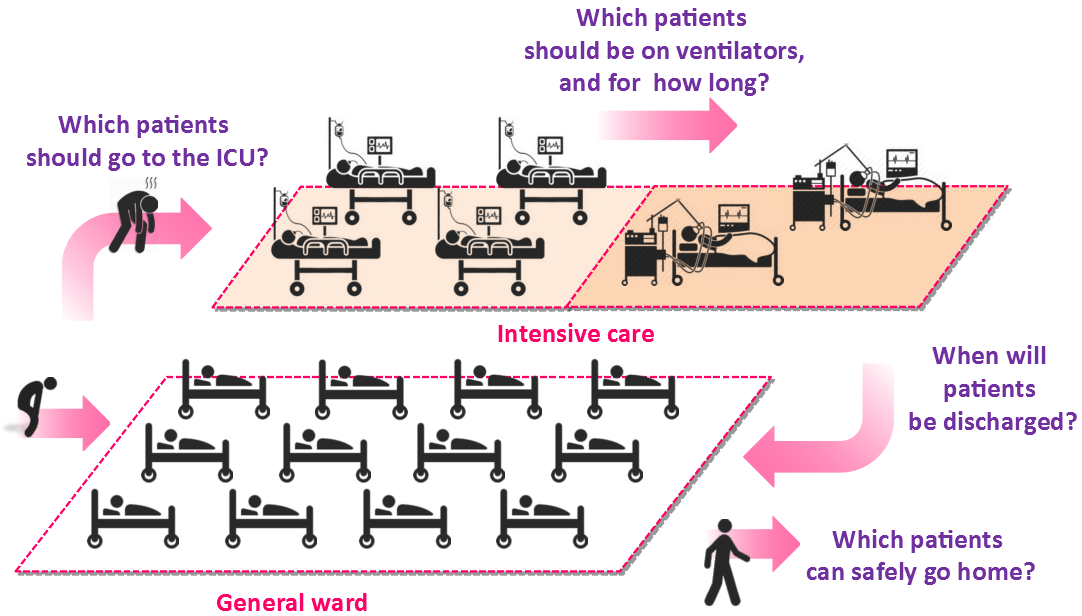 Which patients
should be on ventilators,
and for how long?
Which patients
should go to the ICU?
Intensive care
When will
patients
be discharged?
Which patients
can safely go home?
General ward